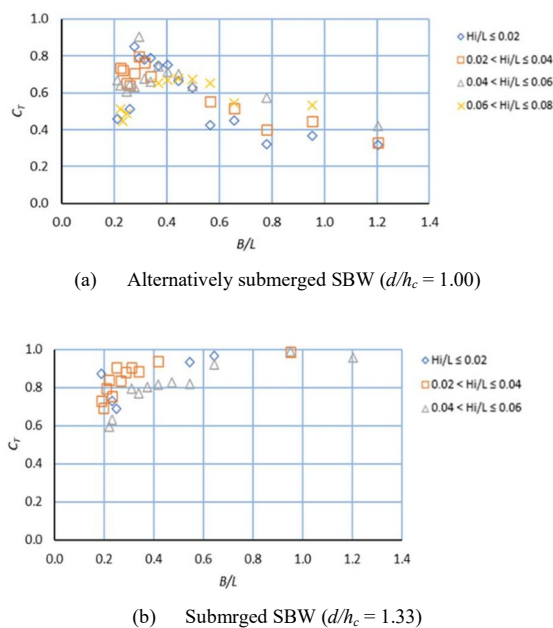 1.0
Hi/L ≤ 0.02
0.8
0.02 < Hi/L ≤ 0.04
0.6
0.04 < Hi/L ≤ 0.06
C_T
0.06 < Hi/L ≤ 0.08
0.4
0.2
0.0
0.0 0.2 0.4 0.6 0.8 1.0 1.2 1.4
B/L
(a) Alternatively submerged SBW (d/h_c = 1.00)
1.0
Hi/L ≤ 0.02
0.8
0.02 < Hi/L ≤ 0.04
0.6
0.04 < Hi/L ≤ 0.06
C_T
0.4
0.2
0.0
0.0 0.2 0.4 0.6 0.8 1.0 1.2 1.4
B/L
(b) Submrged SBW (d/h_c = 1.33)